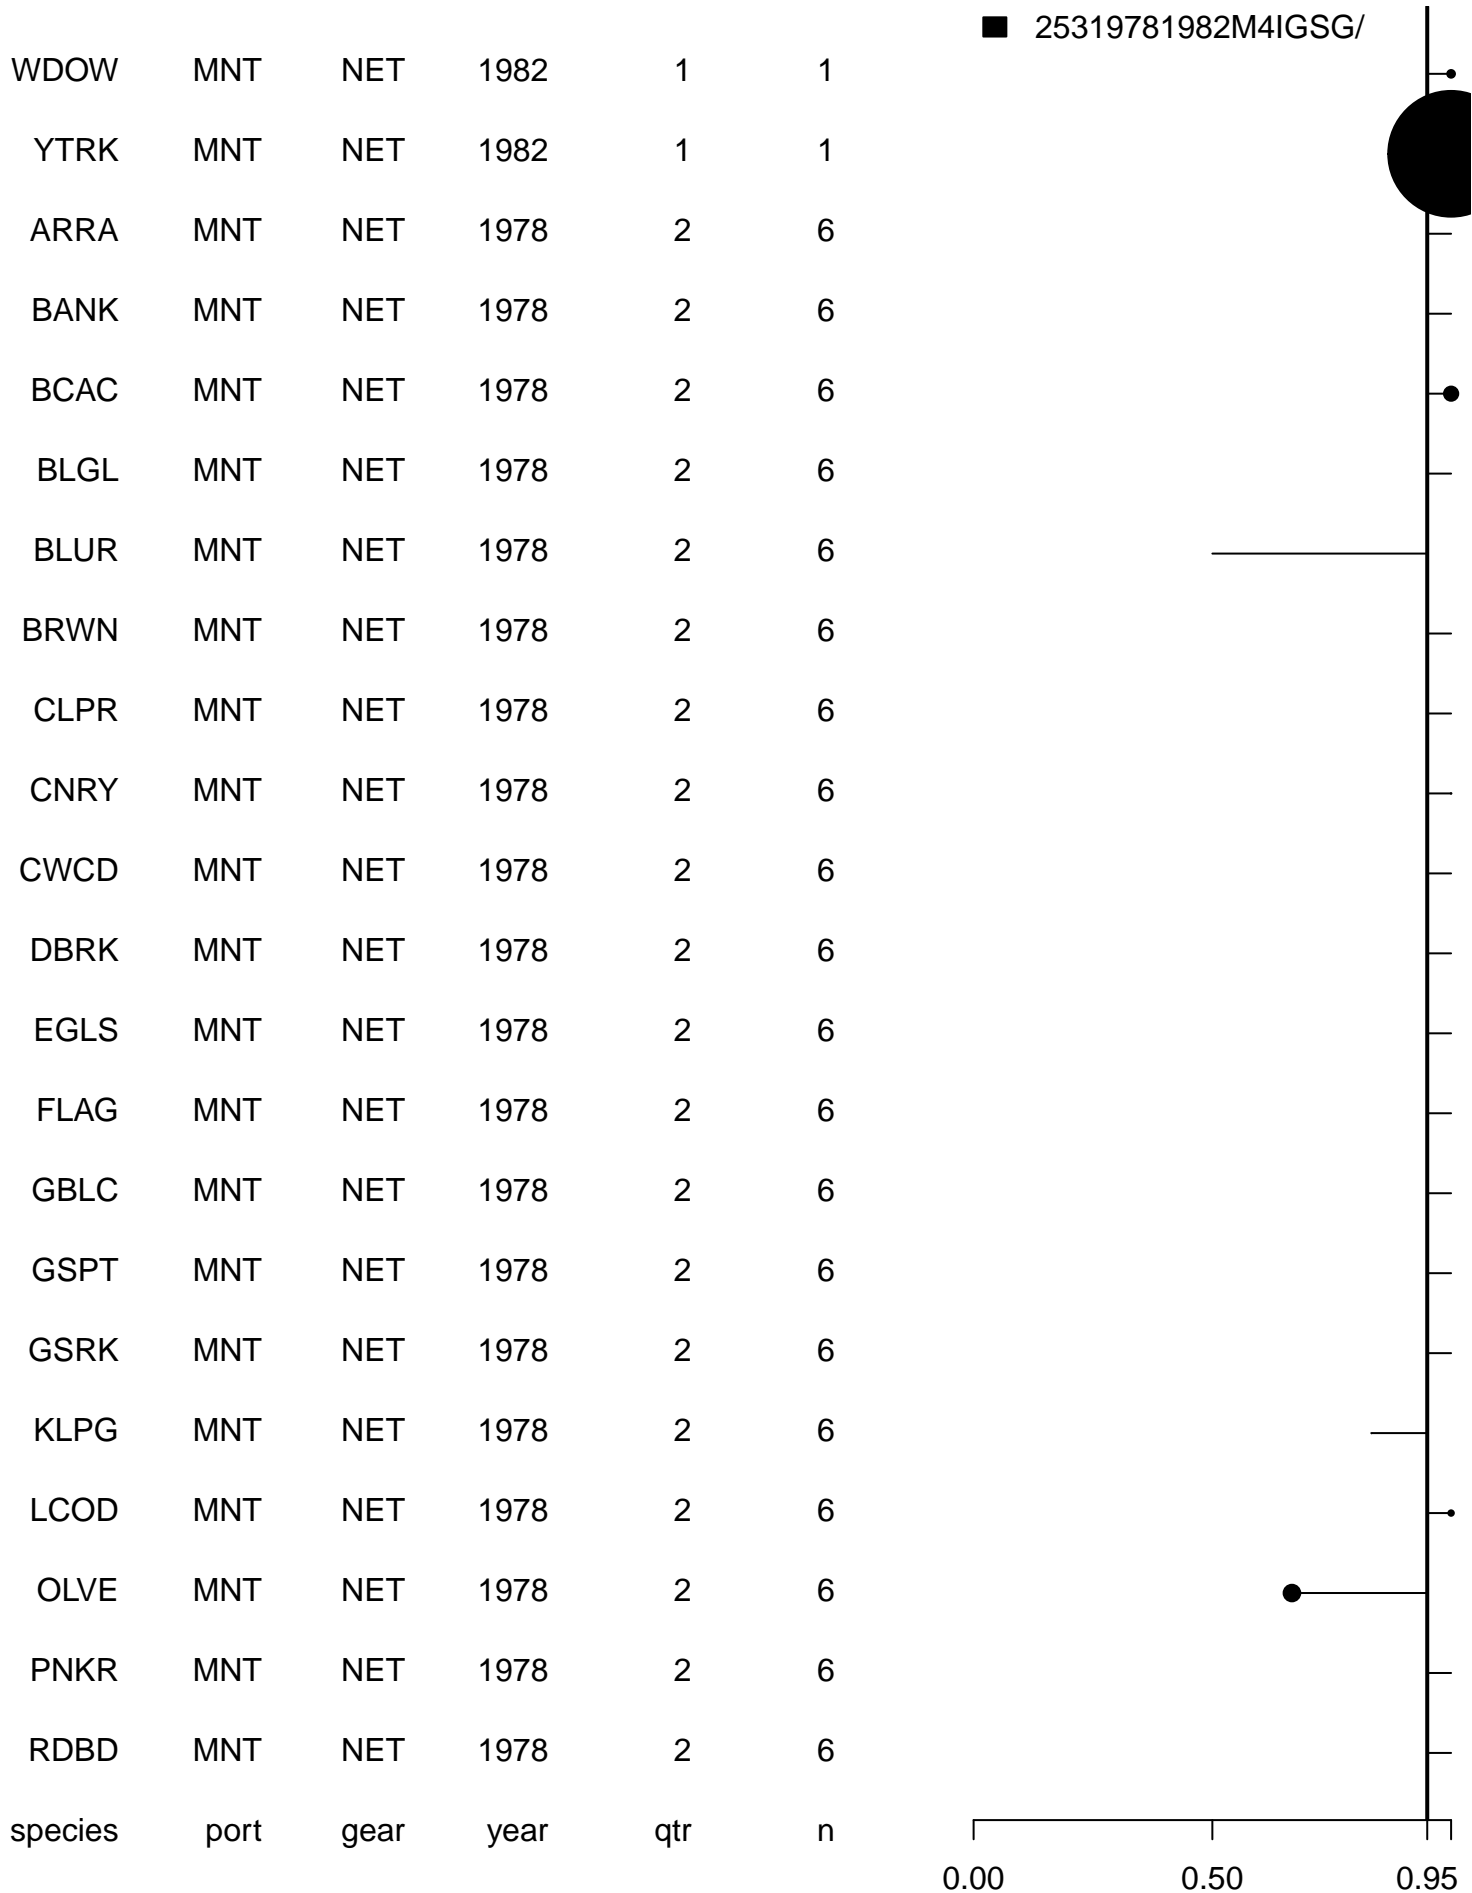 25319781982M4IGSG/
WDOW MNT NET 1982 1 1
YTRK MNT NET 1982 1 1
ARRA MNT NET 1978 2 6
BANK MNT NET 1978 2 6
BCAC MNT NET 1978 2 6
BLGL MNT NET 1978 2 6
BLUR MNT NET 1978 2 6
BRWN MNT NET 1978 2 6
CLPR MNT NET 1978 2 6
CNRY MNT NET 1978 2 6
CWCD MNT NET 1978 2 6
DBRK MNT NET 1978 2 6
EGLS MNT NET 1978 2 6
FLAG MNT NET 1978 2 6
GBLC MNT NET 1978 2 6
GSPT MNT NET 1978 2 6
GSRK MNT NET 1978 2 6
KLPG MNT NET 1978 2 6
LCOD MNT NET 1978 2 6
OLVE MNT NET 1978 2 6
PNKR MNT NET 1978 2 6
RDBD MNT NET 1978 2 6
species port gear year qtr n
0.00 0.50 0.95